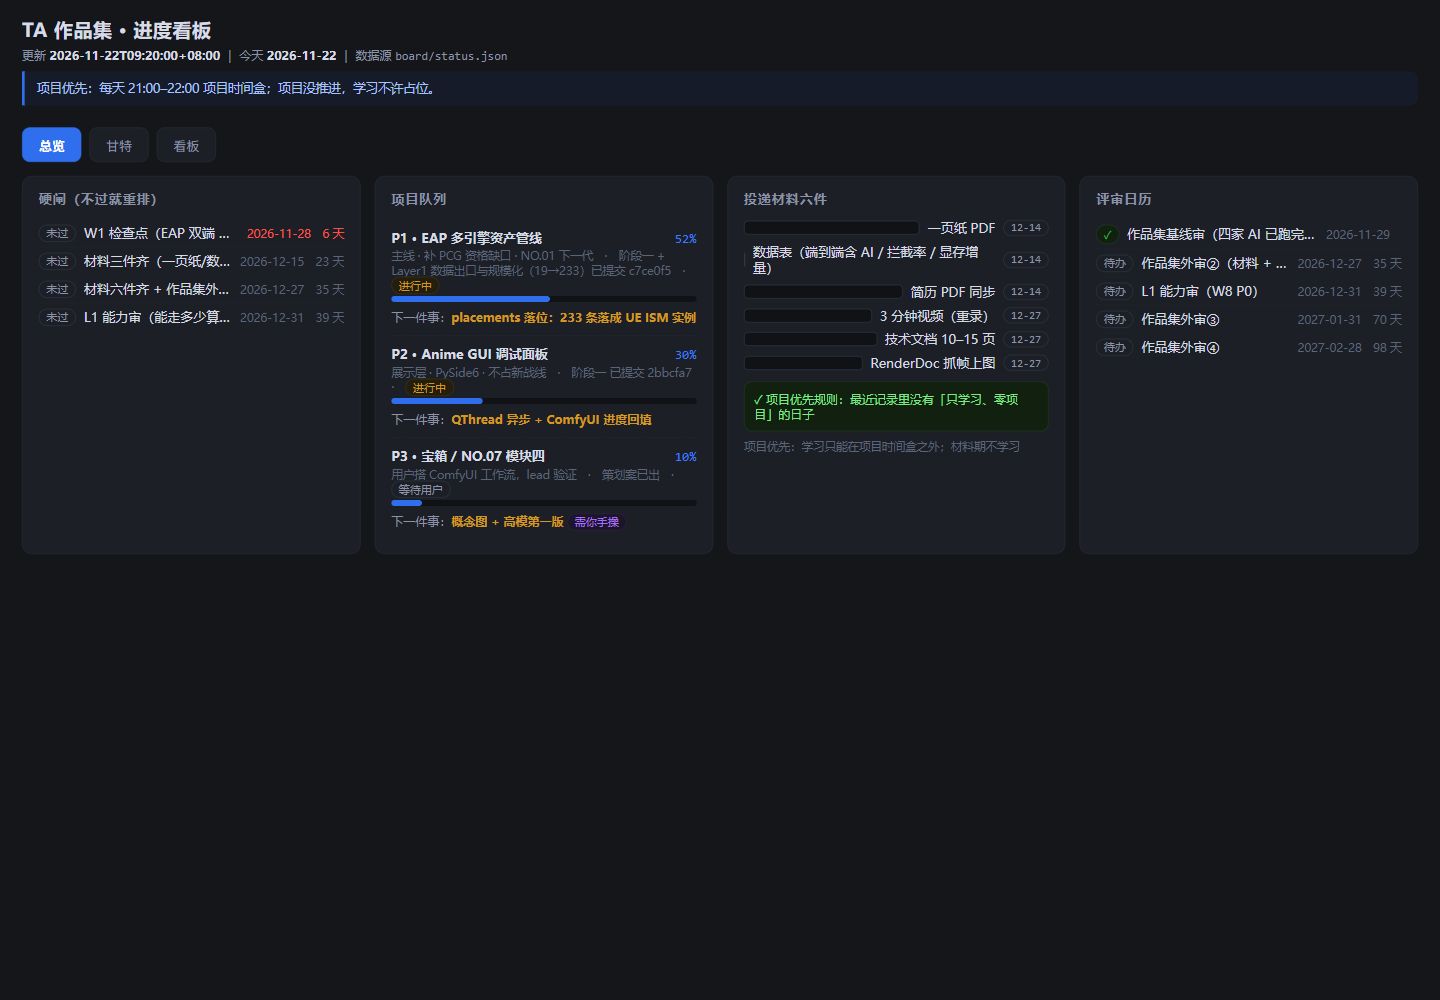 TA 作品集 • 进度看板
更新 2026-11-22T09:20:00+08:00 | 今天 2026-11-22 | 数据源 board/status.json
项目优先：每天 21:00–22:00 项目时间盒；项目没推进，学习不许占位。
总览 甘特 看板
硬闸（不过就重排）
未过 W1 检查点（EAP 双端 ... 2026-11-28 6 天
未过 材料三件齐（一页纸/数... 2026-12-15 23 天
未过 材料六件齐 + 作品集外... 2026-12-27 35 天
未过 L1 能力审（能走多少算... 2026-12-31 39 天
项目队列
P1 • EAP 多引擎资产管线 52%
主线 · 补 PCG 资格缺口 · NO.01 下一代 · 阶段一 +
Layer1 数据出口与规模化（19→233）已提交 c7ce0f5 ·
进行中
下一件事：placements 落位：233 条落成 UE ISM 实例
P2 • Anime GUI 调试面板 30%
展示层 · PySide6 · 不占新战线 · 阶段一 已提交 2bbcfa7
· 进行中
下一件事：QThread 异步 + ComfyUI 进度回填
P3 • 宝箱 / NO.07 模块四 10%
用户搭 ComfyUI 工作流，lead 验证 · 策划案已出 ·
等待用户
下一件事：概念图 + 高模第一版 需你手操
投递材料六件
一页纸 PDF 12-14
数据表（端到端含 AI / 拦截率 / 显存增
量） 12-14
简历 PDF 同步 12-14
3 分钟视频（重录） 12-27
技术文档 10–15 页 12-27
RenderDoc 抓帧上图 12-27
✓ 项目优先规则：最近记录里没有「只学习、零项
目」的日子
项目优先：学习只能在项目时间盒之外；材料期不学习
评审日历
✓ 作品集基线审（四家 AI 已跑完... 2026-11-29
待办 作品集外审②（材料 + ... 2026-12-27 35 天
待办 L1 能力审（W8 P0） 2026-12-31 39 天
待办 作品集外审③ 2027-01-31 70 天
待办 作品集外审④ 2027-02-28 98 天